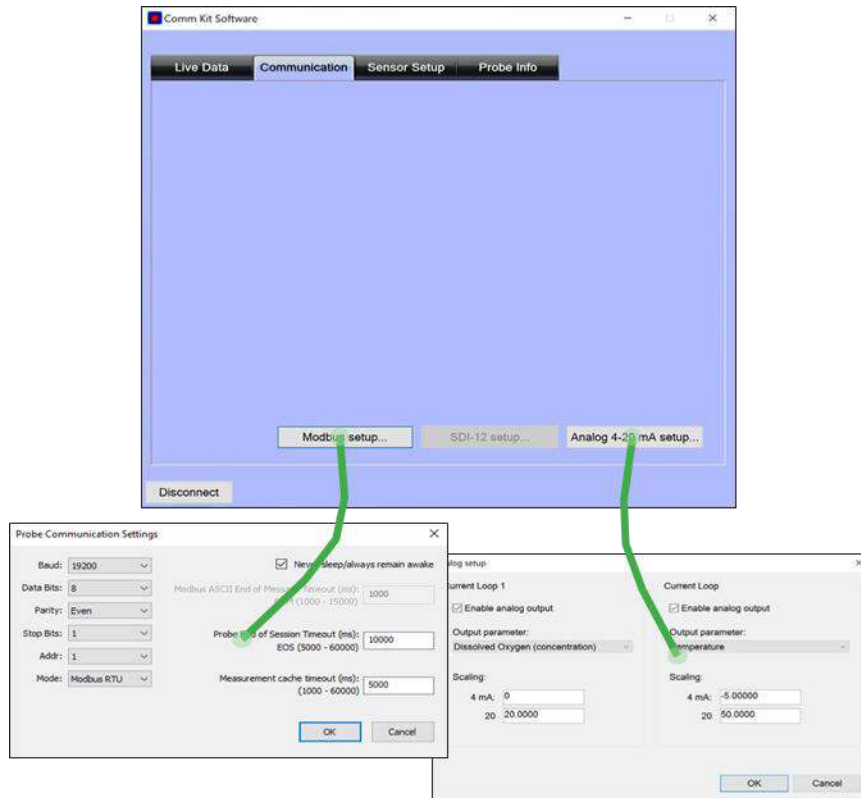 Comm Kit Software
Live Data Communication Sensor Setup Probe Info
Modbus setup... SDI-12 setup... Analog 4-20 mA setup...
Disconnect
Probe Communication Settings
Baud: 19200
Never sleep/always remain awake
Data Bits: 8
Modbus ASCII End of Message Timeout (ms): 1000
(1000 - 15000)
Parity: Even
Stop Bits: 1
Probe End of Session Timeout (ms): 10000
EOS (5000 - 60000)
Addr: 1
Mode: Modbus RTU
Measurement cache timeout (ms): 5000
(1000 - 60000)
OK Cancel
setup
Current Loop 1
Enable analog output
Output parameter:
Dissolved Oxygen (concentration)
Scaling:
4 mA: 0
20 20.0000
Current Loop
Enable analog output
Output parameter:
Temperature
Scaling:
4 mA: -5.00000
20 50.0000
OK Cancel